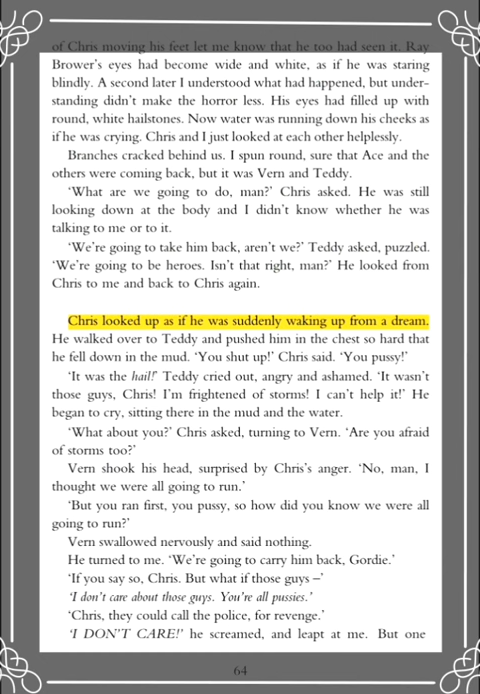 of Chris moving his feet let me know that he too had seen it. Ray
Brower's eyes had become wide and white, as if he was staring
blindly. A second later I understood what had happened, but under-
standing didn't make the horror less. His eyes had filled up with
round, white hailstones. Now water was running down his cheeks as
if he was crying. Chris and I just looked at each other helplessly.
Branches cracked behind us. I spun round, sure that Ace and the
others were coming back, but it was Vern and Teddy.
'What are we going to do, man?' Chris asked. He was still
looking down at the body and I didn't know whether he was
talking to me or to it.
'We're going to take him back, aren't we?' Teddy asked, puzzled.
'We're going to be heroes. Isn't that right, man?' He looked from
Chris to me and back to Chris again.
Chris looked up as if he was suddenly waking up from a dream.
He walked over to Teddy and pushed him in the chest so hard that
he fell down in the mud. 'You shut up!' Chris said. 'You pussy!'
'It was the hail!' Teddy cried out, angry and ashamed. 'It wasn't
those guys, Chris! I'm frightened of storms! I can't help it!' He
began to cry, sitting there in the mud and the water.
'What about you?' Chris asked, turning to Vern. 'Are you afraid
of storms too?'
Vern shook his head, surprised by Chris's anger. 'No, man, I
thought we were all going to run.'
'But you ran first, you pussy, so how did you know we were all
going to run?'
Vern swallowed nervously and said nothing.
He turned to me. 'We're going to carry him back, Gordie.'
'If you say so, Chris. But what if those guys –'
'I don't care about those guys. You're all pussies.'
'Chris, they could call the police, for revenge.'
'I DON'T CARE!' he screamed, and leapt at me. But one
64